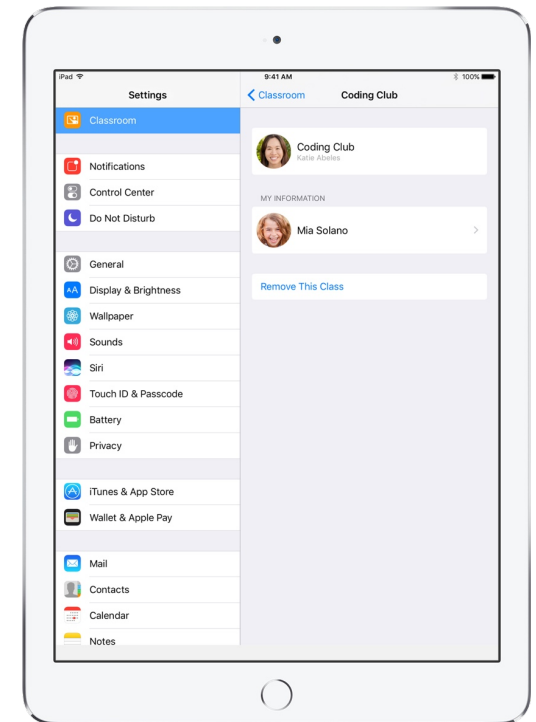 iPad
9:41 AM
100%
Settings
Classroom
Coding Club
Classroom
Notifications
Control Center
Do Not Disturb
General
AA
Display & Brightness
Wallpaper
Sounds
Siri
Touch ID & Passcode
Battery
Privacy
iTunes & App Store
Wallet & Apple Pay
Mail
Contacts
Calendar
Notes
Coding Club
Katie Abeles
MY INFORMATION
Mia Solano
Remove This Class